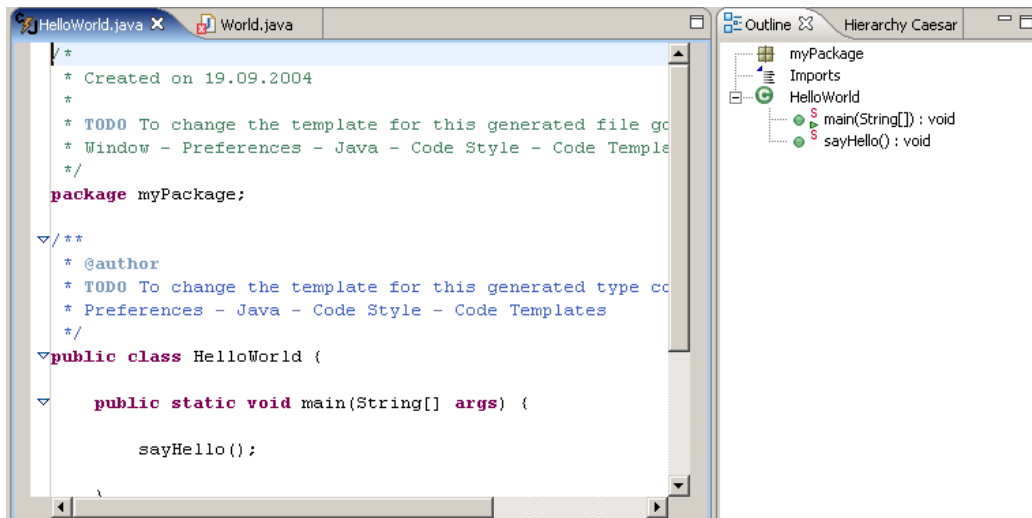 HelloWorld.java
World.java
/*
* Created on 19.09.2004
*
* TODO To change the template for this generated file go
* Window - Preferences - Java - Code Style - Code Templa
*/
package myPackage;
/**
* @author
* TODO To change the template for this generated type co
* Preferences - Java - Code Style - Code Templates
*/
public class HelloWorld {
public static void main(String[] args) {
sayHello();
}
Outline
Hierarchy Caesar
myPackage
Imports
C HelloWorld
S main(String[]) : void
S sayHello() : void